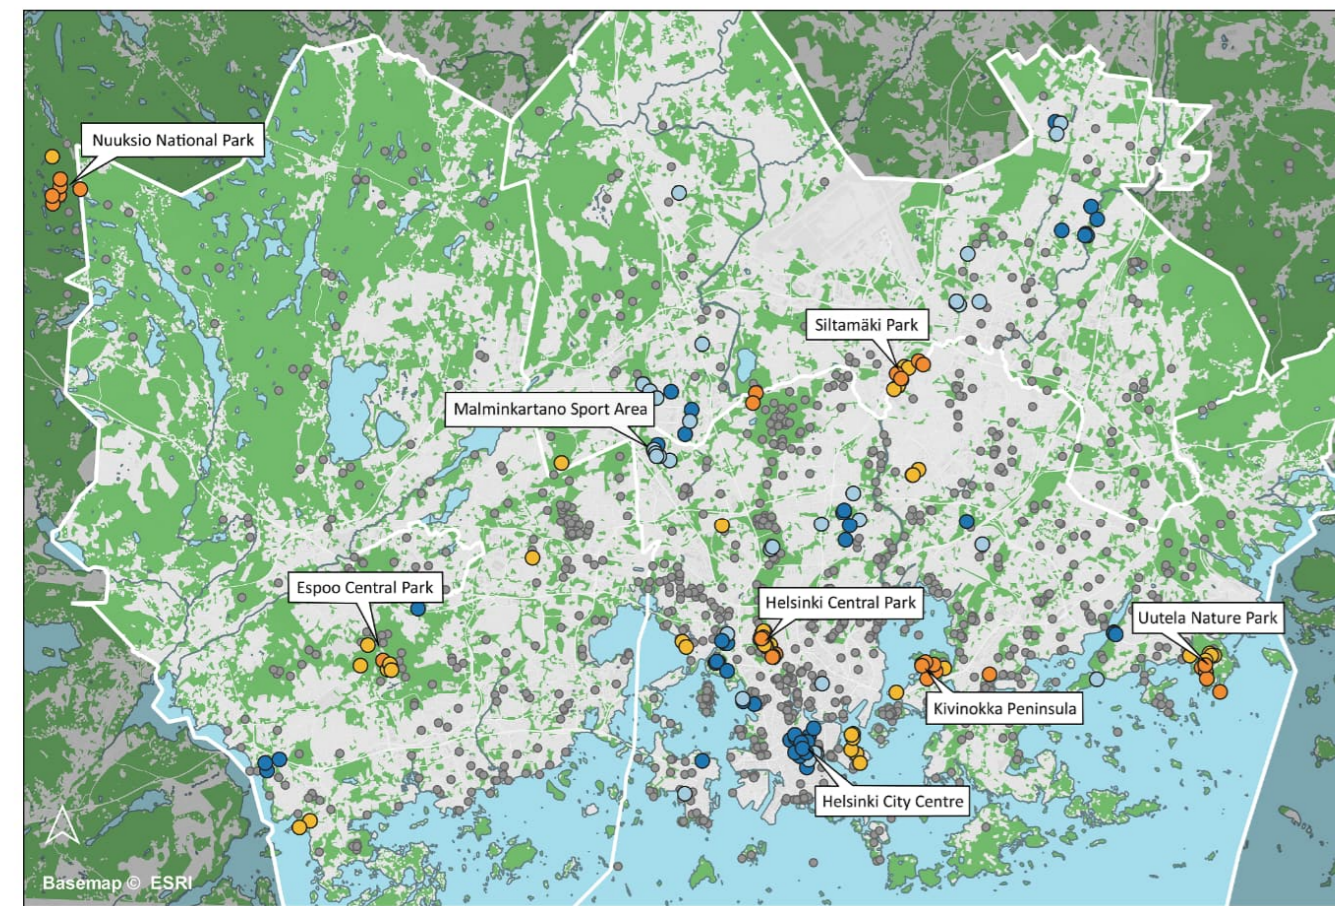 Nuuksio National Park
Siltamäki Park
Malminkartano Sport Area
Espoo Central Park
Helsinki Central Park
Uutela Nature Park
Kivinokka Peninsula
Helsinki City Centre
Basemap © ESRI